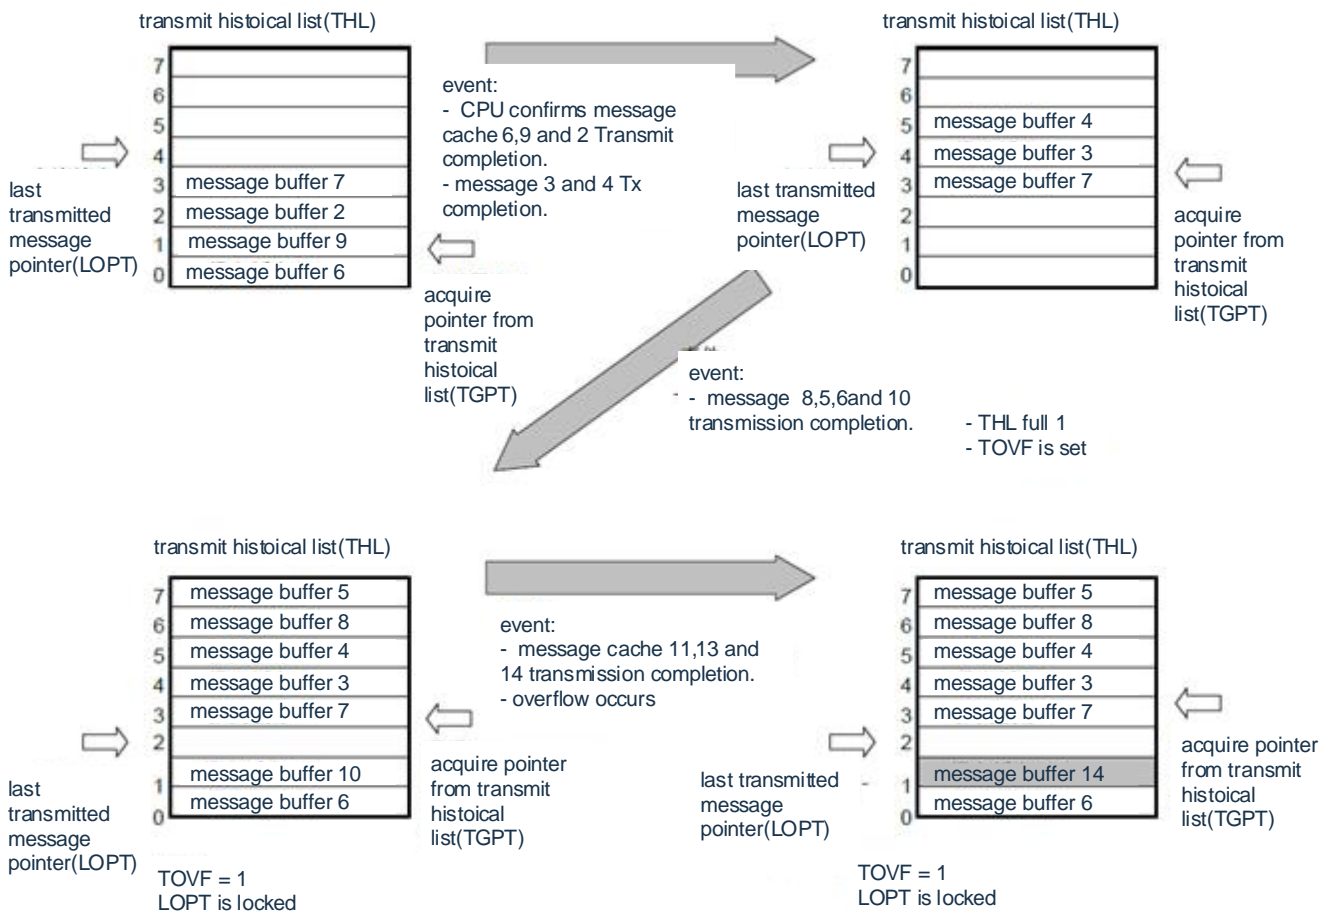 transmit histoical list(THL)
7
6
5
4
3
2
1
0
message buffer 7
message buffer 2
message buffer 9
message buffer 6
last
transmitted
message
pointer(LOPT)
acquire
pointer from
transmit
histoical
list(TGPT)
event:
- CPU confirms message
cache 6,9 and 2 Transmit
completion.
- message 3 and 4 Tx
completion.
transmit histoical list(THL)
7
6
5
4
3
2
1
0
message buffer 4
message buffer 3
message buffer 7
last transmitted
message
pointer(LOPT)
acquire
pointer from
transmit
histoical
list(TGPT)
event:
- message 8,5,6and 10
transmission completion.
- THL full 1
- TOVF is set
transmit histoical list(THL)
7
6
5
4
3
2
1
0
message buffer 5
message buffer 8
message buffer 4
message buffer 3
message buffer 7
message buffer 10
message buffer 6
last
transmitted
message
pointer(LOPT)
acquire pointer
from transmit
histoical
list(TGPT)
TOVF = 1
LOPT is locked
event:
- message cache 11,13 and
14 transmission completion.
- overflow occurs
transmit histoical list(THL)
7
6
5
4
3
2
1
0
message buffer 5
message buffer 8
message buffer 4
message buffer 3
message buffer 7
message buffer 14
message buffer 6
last transmitted
message
pointer(LOPT)
acquire pointer
from transmit
histoical
list(TGPT)
TOVF = 1
LOPT is locked